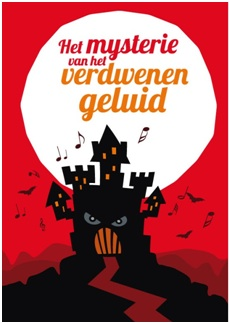 Het mysterie
van het
verdwenen
geluid